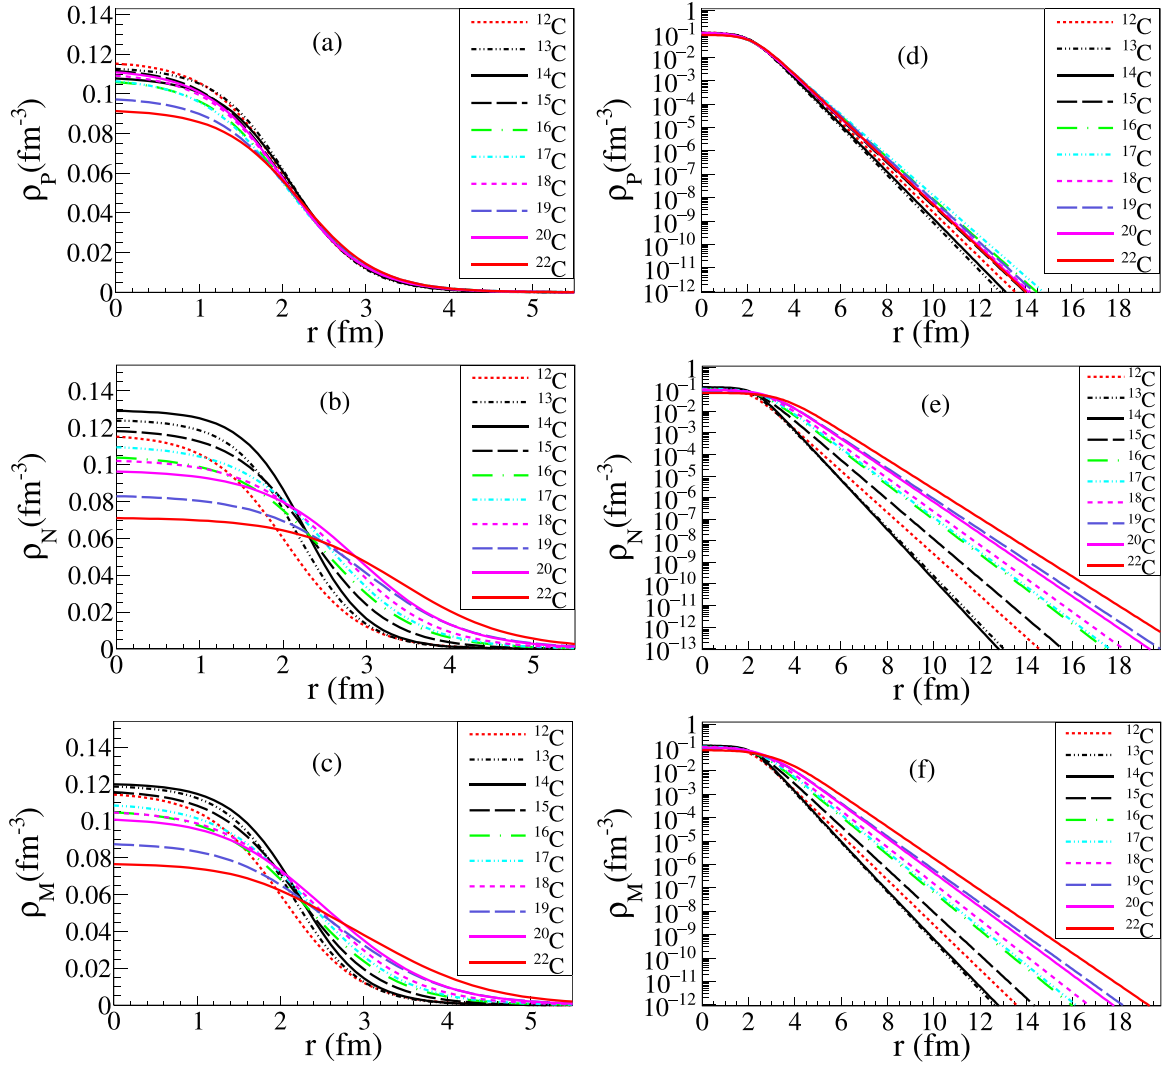 (a)
ρ_P(fm⁻³)
0.14
0.12
0.1
0.08
0.06
0.04
0.02
0
0 1 2 3 4 5
r (fm)
¹²C
¹³C
¹⁴C
¹⁵C
¹⁶C
¹⁷C
¹⁸C
¹⁹C
²⁰C
²²C
(d)
ρ_P(fm⁻³)
1
10⁻¹
10⁻²
10⁻³
10⁻⁴
10⁻⁵
10⁻⁶
10⁻⁷
10⁻⁸
10⁻⁹
10⁻¹⁰
10⁻¹¹
10⁻¹²
0 2 4 6 8 10 12 14 16 18
r (fm)
¹²C
¹³C
¹⁴C
¹⁵C
¹⁶C
¹⁷C
¹⁸C
¹⁹C
²⁰C
²²C
(b)
ρ_N(fm⁻³)
0.14
0.12
0.1
0.08
0.06
0.04
0.02
0
0 1 2 3 4 5
r (fm)
¹²C
¹³C
¹⁴C
¹⁵C
¹⁶C
¹⁷C
¹⁸C
¹⁹C
²⁰C
²²C
(e)
ρ_N(fm⁻³)
1
10⁻¹
10⁻²
10⁻³
10⁻⁴
10⁻⁵
10⁻⁶
10⁻⁷
10⁻⁸
10⁻⁹
10⁻¹⁰
10⁻¹¹
10⁻¹²
10⁻¹³
0 2 4 6 8 10 12 14 16 18
r (fm)
¹²C
¹³C
¹⁴C
¹⁵C
¹⁶C
¹⁷C
¹⁸C
¹⁹C
²⁰C
²²C
(c)
ρ_M(fm⁻³)
0.14
0.12
0.1
0.08
0.06
0.04
0.02
0
0 1 2 3 4 5
r (fm)
¹²C
¹³C
¹⁴C
¹⁵C
¹⁶C
¹⁷C
¹⁸C
¹⁹C
²⁰C
²²C
(f)
ρ_M(fm⁻³)
1
10⁻¹
10⁻²
10⁻³
10⁻⁴
10⁻⁵
10⁻⁶
10⁻⁷
10⁻⁸
10⁻⁹
10⁻¹⁰
10⁻¹¹
10⁻¹²
0 2 4 6 8 10 12 14 16 18
r (fm)
¹²C
¹³C
¹⁴C
¹⁵C
¹⁶C
¹⁷C
¹⁸C
¹⁹C
²⁰C
²²C